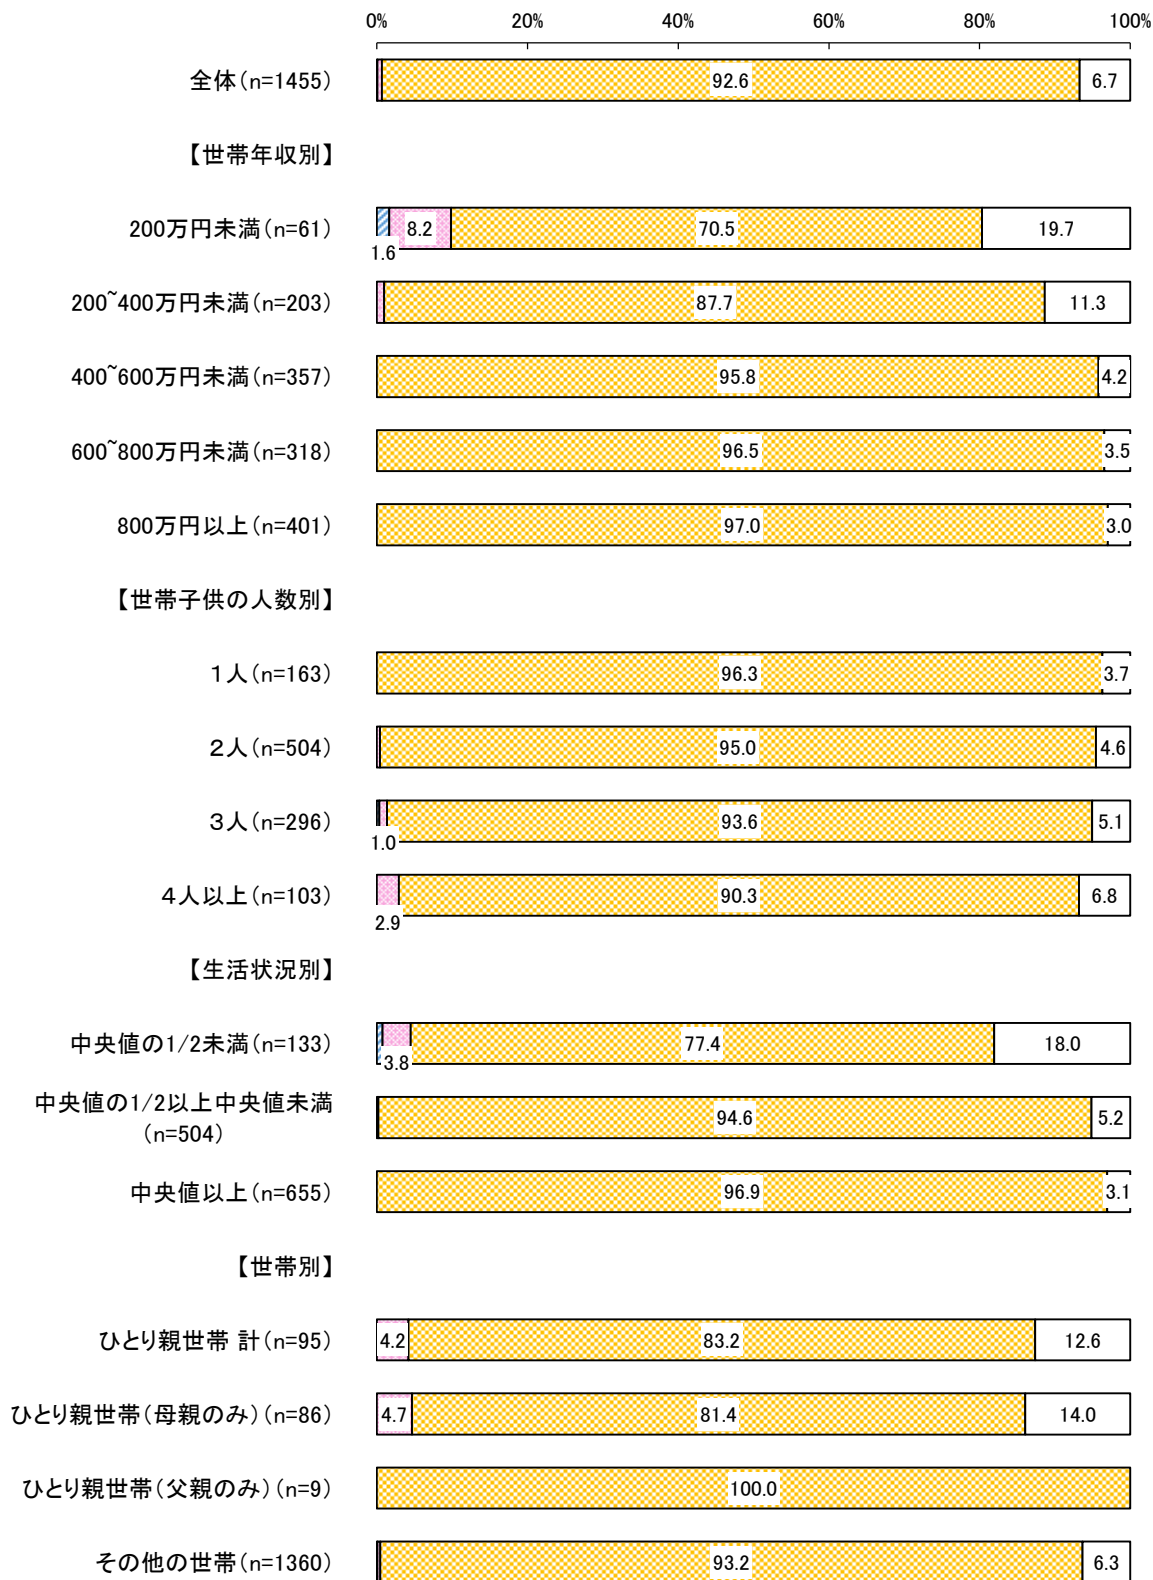 0% 20% 40% 60% 80% 100%
全体(n=1455) 92.6 6.7
【世帯年収別】
200万円未満(n=61) 1.6 8.2 70.5 19.7
200~400万円未満(n=203) 87.7 11.3
400~600万円未満(n=357) 95.8 4.2
600~800万円未満(n=318) 96.5 3.5
800万円以上(n=401) 97.0 3.0
【世帯子供の人数別】
1人(n=163) 96.3 3.7
2人(n=504) 95.0 4.6
3人(n=296) 1.0 93.6 5.1
4人以上(n=103) 2.9 90.3 6.8
【生活状況別】
中央値の1/2未満(n=133) 3.8 77.4 18.0
中央値の1/2以上中央値未満
(n=504) 94.6 5.2
中央値以上(n=655) 96.9 3.1
【世帯別】
ひとり親世帯 計(n=95) 4.2 83.2 12.6
ひとり親世帯(母親のみ)(n=86) 4.7 81.4 14.0
ひとり親世帯(父親のみ)(n=9) 100.0
その他の世帯(n=1360) 93.2 6.3